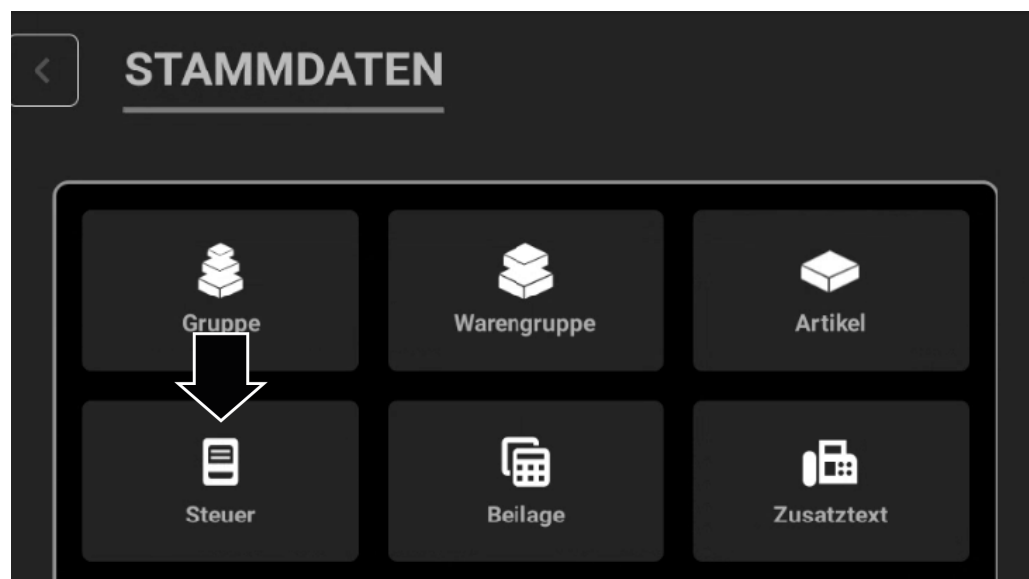 STAMMDATEN
Gruppe
Warengruppe
Artikel
Steuer
Beilage
Zusatztext